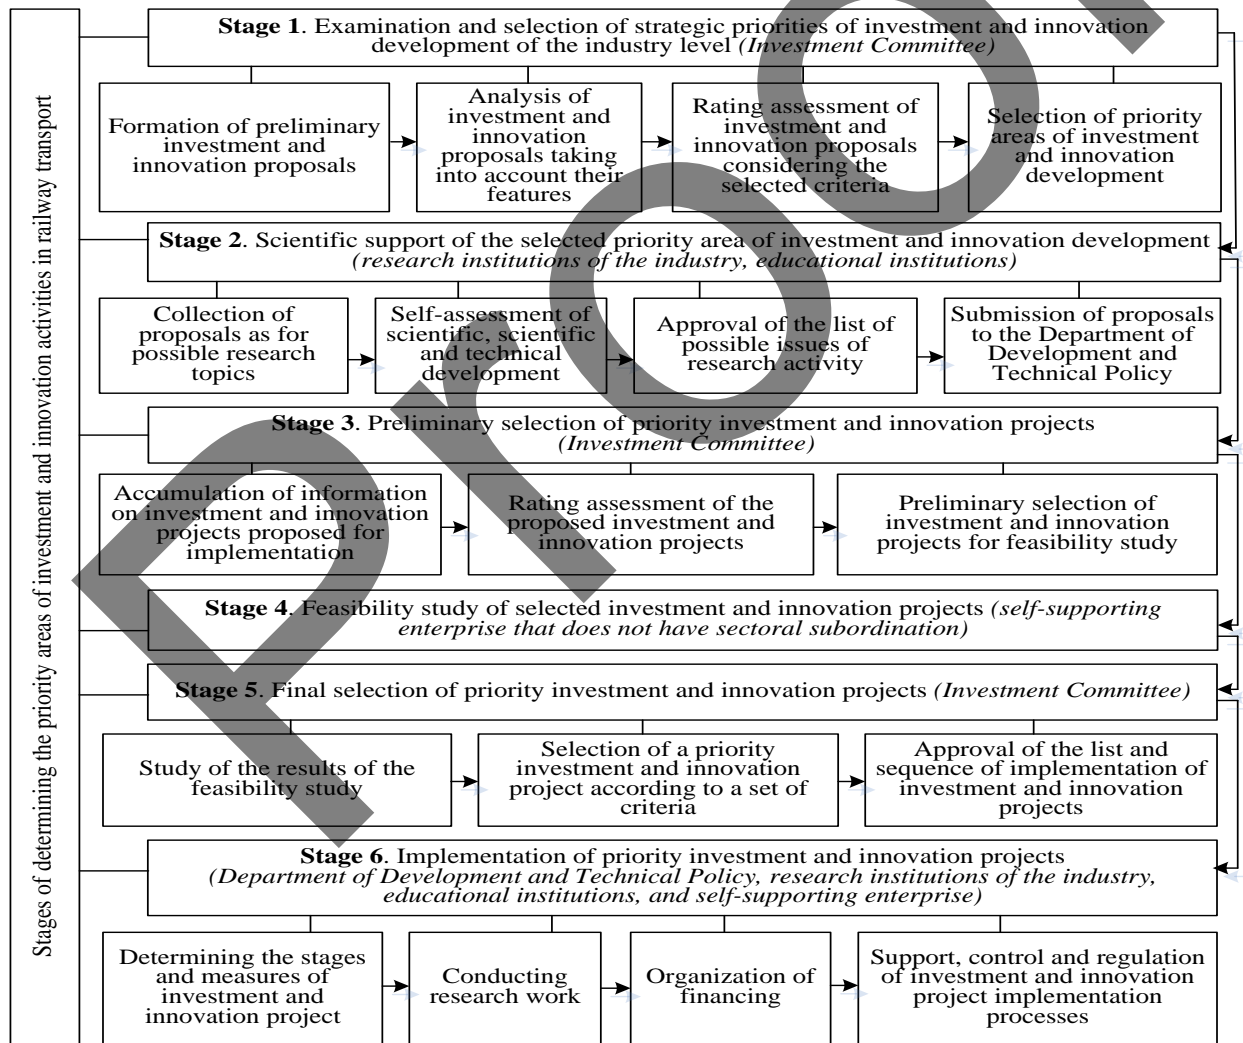 Stages of determining the priority areas of investment and innovation activities in railway transport
Stage 1. Examination and selection of strategic priorities of investment and innovation
development of the industry level (Investment Committee)
Formation of preliminary
investment and
innovation proposals
Analysis of
investment and
innovation
proposals taking
into account their
features
Rating assessment of
investment and
innovation proposals
considering the
selected criteria
Selection of priority
areas of investment
and innovation
development
Stage 2. Scientific support of the selected priority area of investment and innovation development
(research institutions of the industry, educational institutions)
Collection of
proposals as for
possible research
topics
Self-assessment of
scientific, scientific
and technical
development
Approval of the list of
possible issues of
research activity
Submission of proposals
to the Department of
Development and
Technical Policy
Stage 3. Preliminary selection of priority investment and innovation projects
(Investment Committee)
Accumulation of information
on investment and innovation
projects proposed for
implementation
Rating assessment of the
proposed investment and
innovation projects
Preliminary selection of
investment and innovation
projects for feasibility study
Stage 4. Feasibility study of selected investment and innovation projects (self-supporting
enterprise that does not have sectoral subordination)
Stage 5. Final selection of priority investment and innovation projects (Investment Committee)
Study of the results of the
feasibility study
Selection of a priority
investment and innovation
project according to a set of
criteria
Approval of the list and
sequence of implementation of
investment and innovation
projects
Stage 6. Implementation of priority investment and innovation projects
(Department of Development and Technical Policy, research institutions of the industry,
educational institutions, and self-supporting enterprise)
Determining the stages
and measures of
investment and
innovation project
Conducting
research work
Organization of
financing
Support, control and regulation
of investment and innovation
project implementation
processes